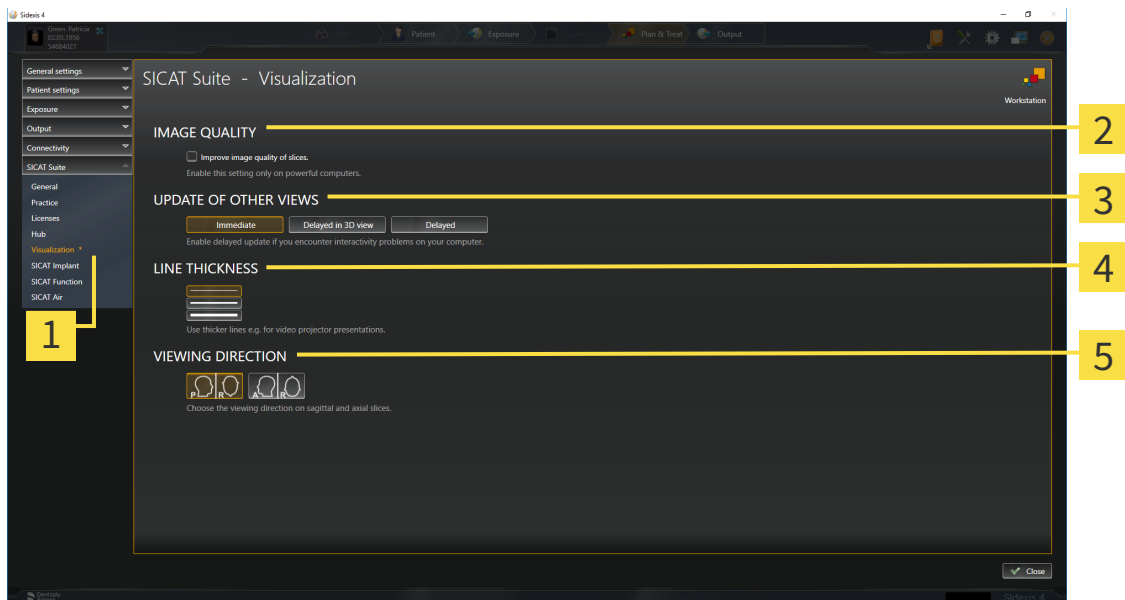 Sidexis 4
Green Patricia
02.05.1956
54684027
Patient
Exposure
Plan & Treat
Output
General settings
Patient settings
Exposure
Output
Connectivity
SICAT Suite
General
Practice
Licenses
Hub
Visualization *
SICAT Implant
SICAT Function
SICAT Air
1
SICAT Suite - Visualization
Workstation
IMAGE QUALITY
2
Improve image quality of slices.
Enable this setting only on powerful computers.
UPDATE OF OTHER VIEWS
3
Immediate Delayed in 3D view Delayed
Enable delayed update if you encounter interactivity problems on your computer.
LINE THICKNESS
4
Use thicker lines e.g. for video projector presentations.
VIEWING DIRECTION
5
P R A R
Choose the viewing direction on sagittal and axial slices.
Close
Dentsply
Sidexis 4